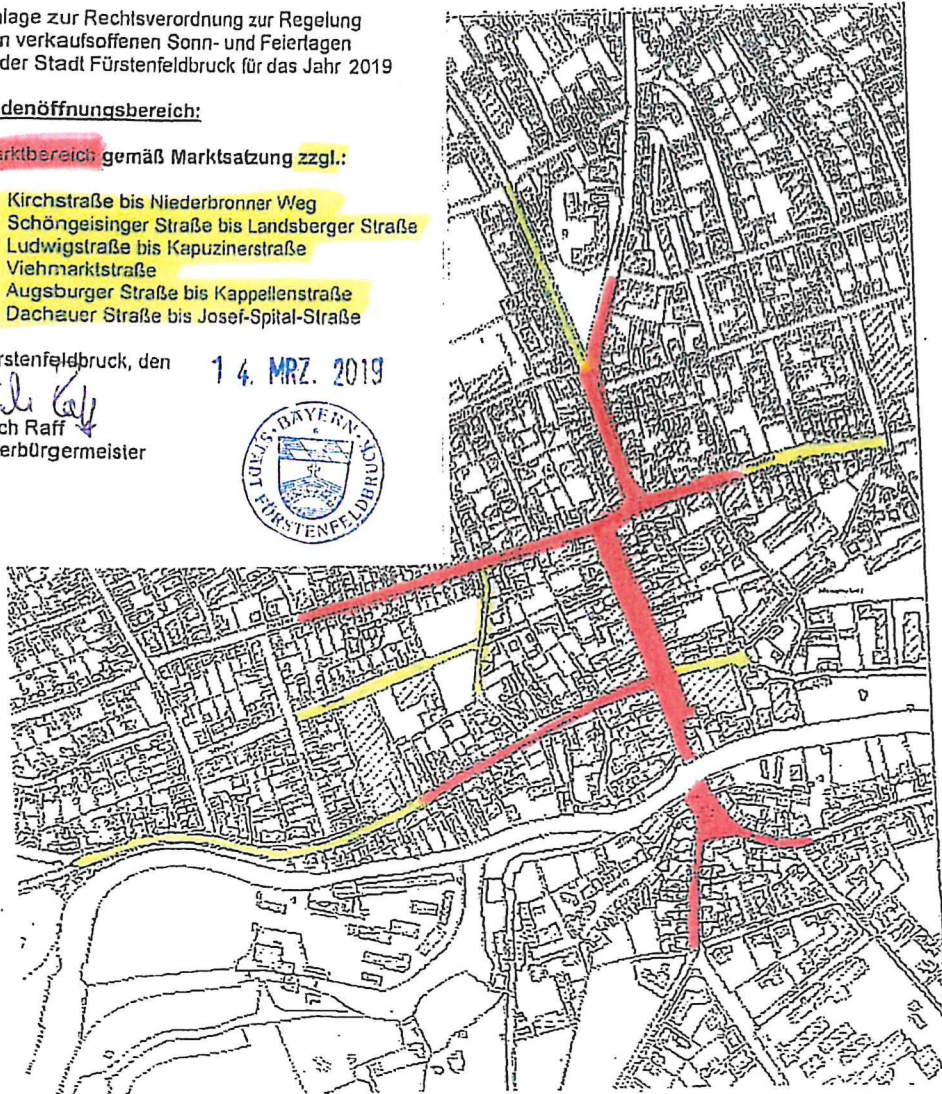 lage zur Rechtsverordnung zur Regelung
n verkaufsoffenen Sonn- und Feiertagen
der Stadt Fürstenfeldbruck für das Jahr 2019
denöffnungsbereich:
rktbereich gemäß Marktsatzung zzgl.:
Kirchstraße bis Niederbronner Weg
Schöngeisinger Straße bis Landsberger Straße
Ludwigstraße bis Kapuzinerstraße
Viehmarktstraße
Augsburger Straße bis Kappellenstraße
Dachauer Straße bis Josef-Spital-Straße
rstenfeldbruck, den 14. MRZ. 2019
ch Raff
erbürgermeister
BAYERN
STADT FÜRSTENFELDBRUCK